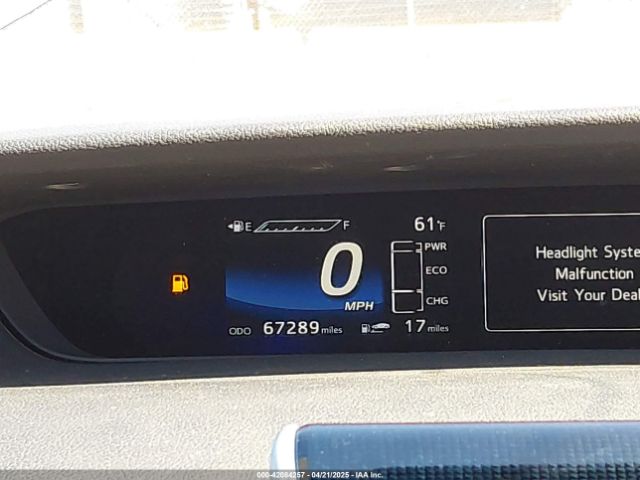 E F 61°F
PWR
0 ECO
MPH CHG
ODO 67289 miles 17 miles
Headlight Syste
Malfunction
Visit Your Deal
000-42084257 - 04/21/2025 - © IAA Inc.